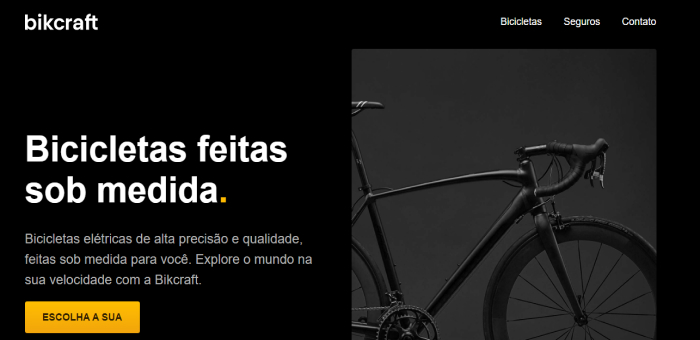 bikcraft
Bicicletas
Seguros
Contato
Bicicletas feitas
sob medida.
Bicicletas elétricas de alta precisão e qualidade,
feitas sob medida para você. Explore o mundo na
sua velocidade com a Bikcraft.
ESCOLHA A SUA